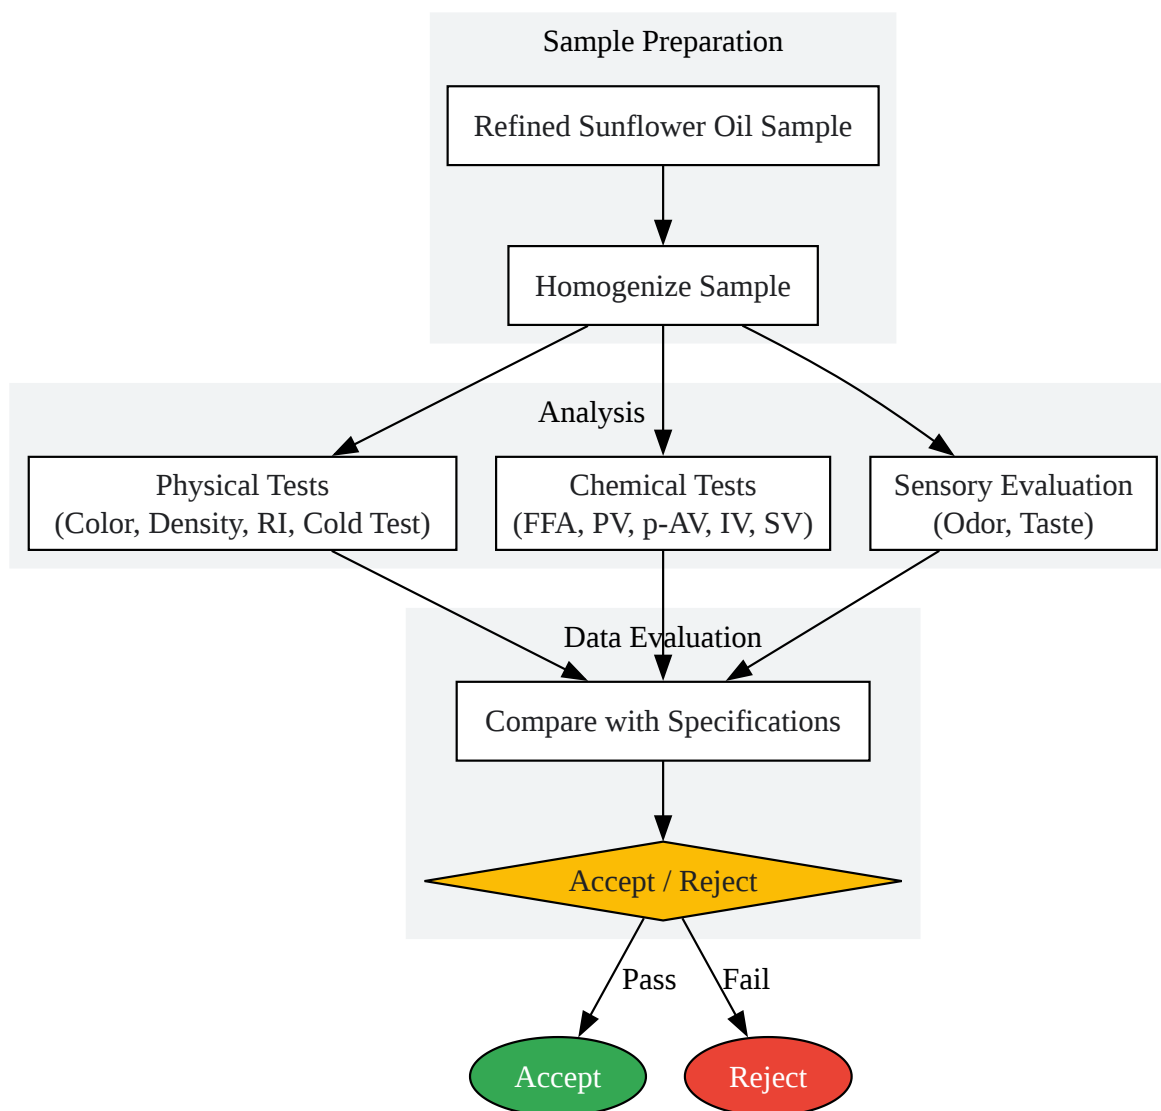 Sample Preparation
Refined Sunflower Oil Sample
Homogenize Sample
Analysis
Physical Tests
(Color, Density, RI, Cold Test)
Chemical Tests
(FFA, PV, p-AV, IV, SV)
Sensory Evaluation
(Odor, Taste)
Data Evaluation
Compare with Specifications
Accept / Reject
Pass
Fail
Accept
Reject